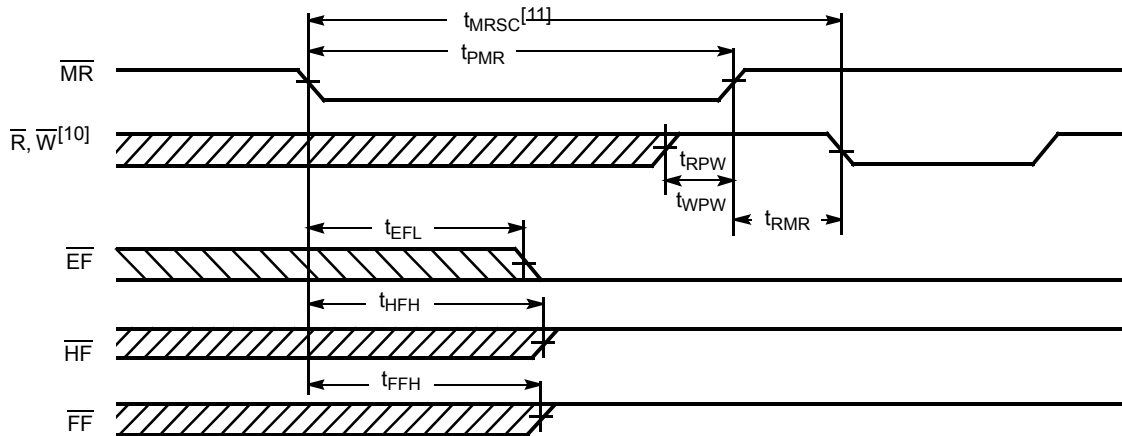 tMRSC[11]
tPMR
MR
R, W[10]
tRPW
tWPW
tRMR
tEFL
EF
tHFH
HF
tFFH
FF